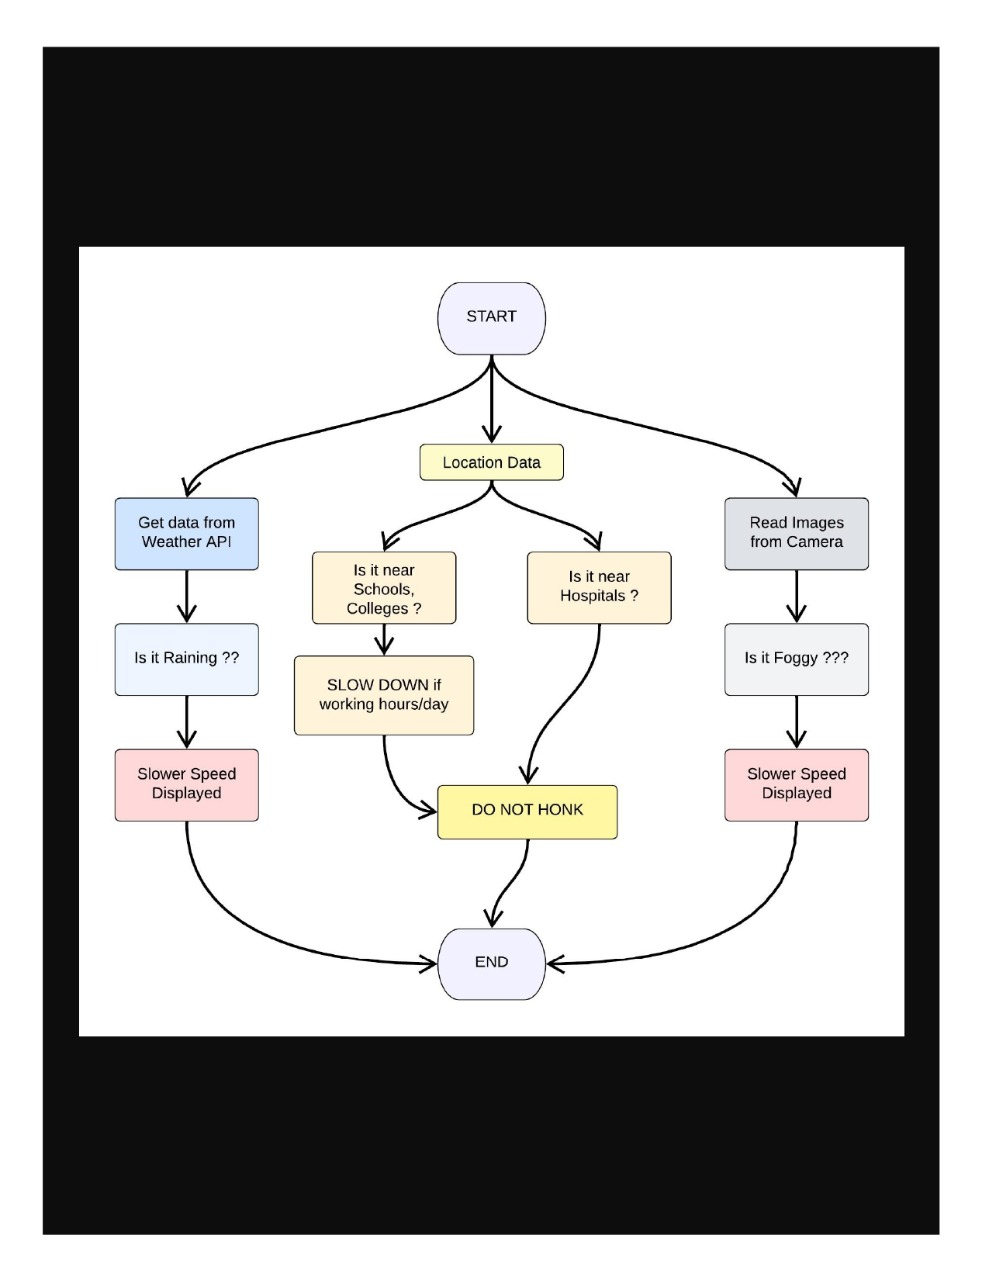 START
Location Data
Get data from
Weather API
Read Images
from Camera
Is it near
Schools,
Colleges ?
Is it near
Hospitals ?
Is it Raining ??
Is it Foggy ???
SLOW DOWN if
working hours/day
Slower Speed
Displayed
DO NOT HONK
Slower Speed
Displayed
END